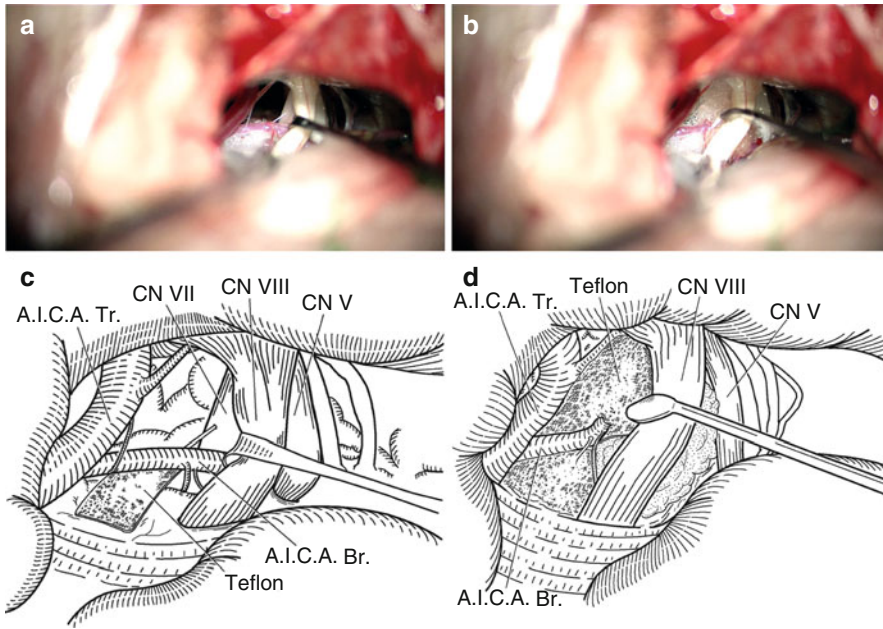 a
b
c
CN VII
CN VIII
CN V
A.I.C.A. Tr.
A.I.C.A. Br.
Teflon
d
Teflon
CN VIII
A.I.C.A. Tr.
CN V
A.I.C.A. Br.